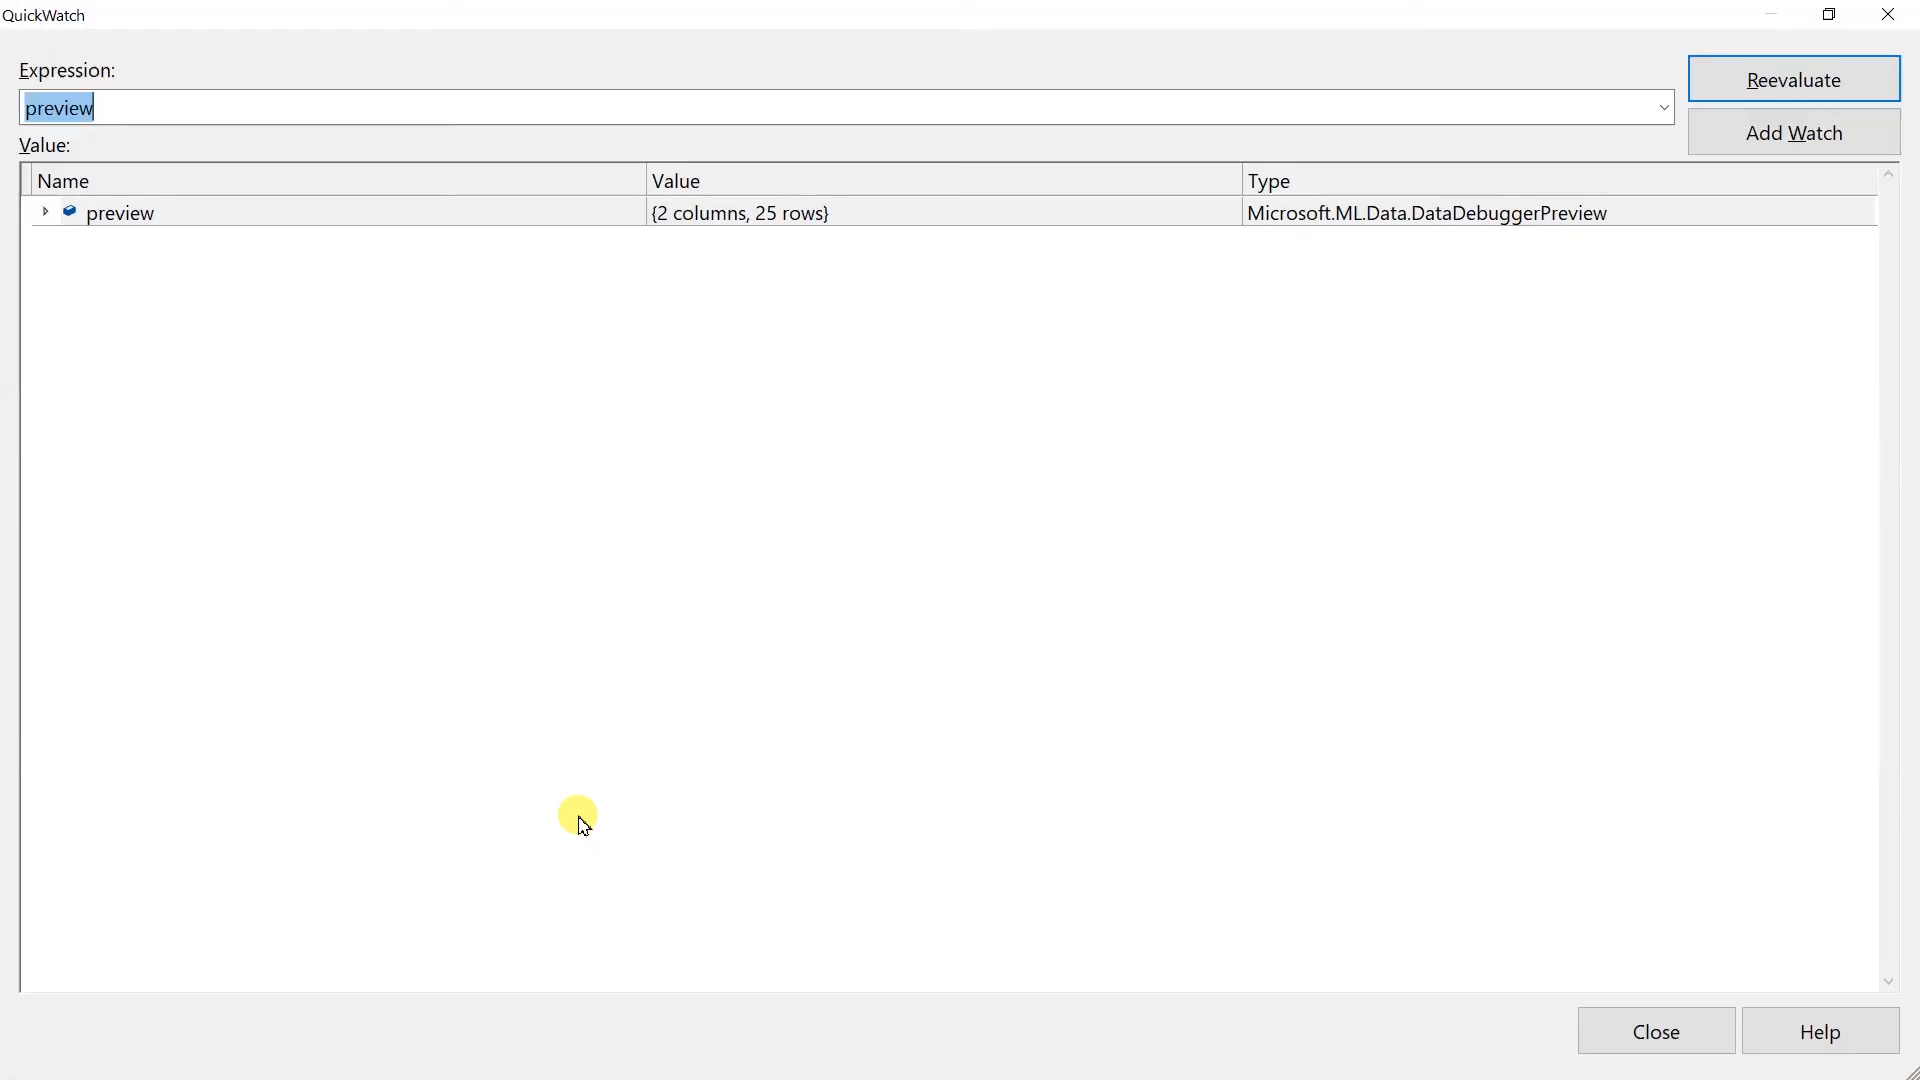 QuickWatch
Expression:
preview
Reevaluate
Add Watch
Value:
Name Value Type
preview {2 columns, 25 rows} Microsoft.ML.Data.DataDebuggerPreview
Close Help